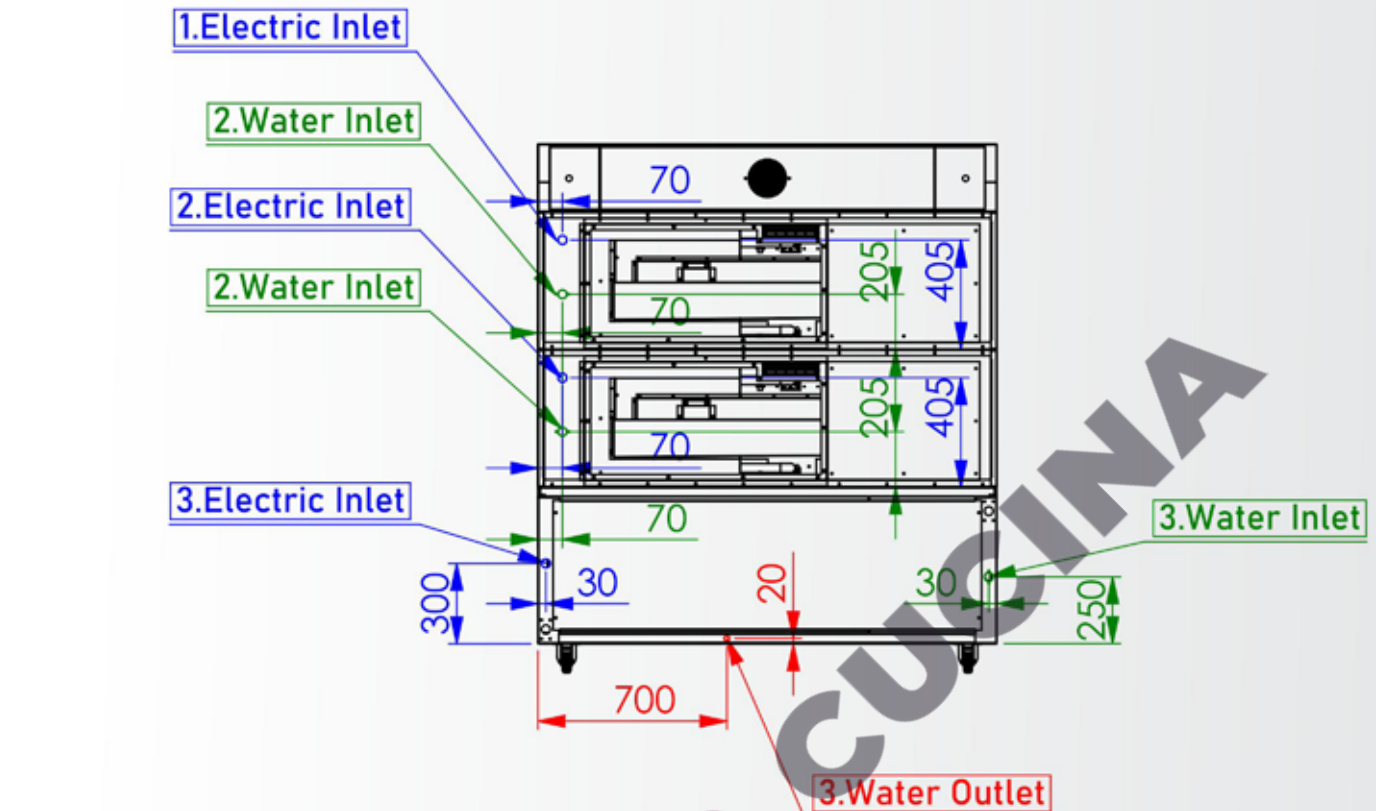 1.Electric Inlet
2.Water Inlet
70
2.Electric Inlet
205
405
2.Water Inlet
70
205
405
70
3.Electric Inlet
70
3.Water Inlet
300
30
20
30
250
700
3.Water Outlet
CUCINA